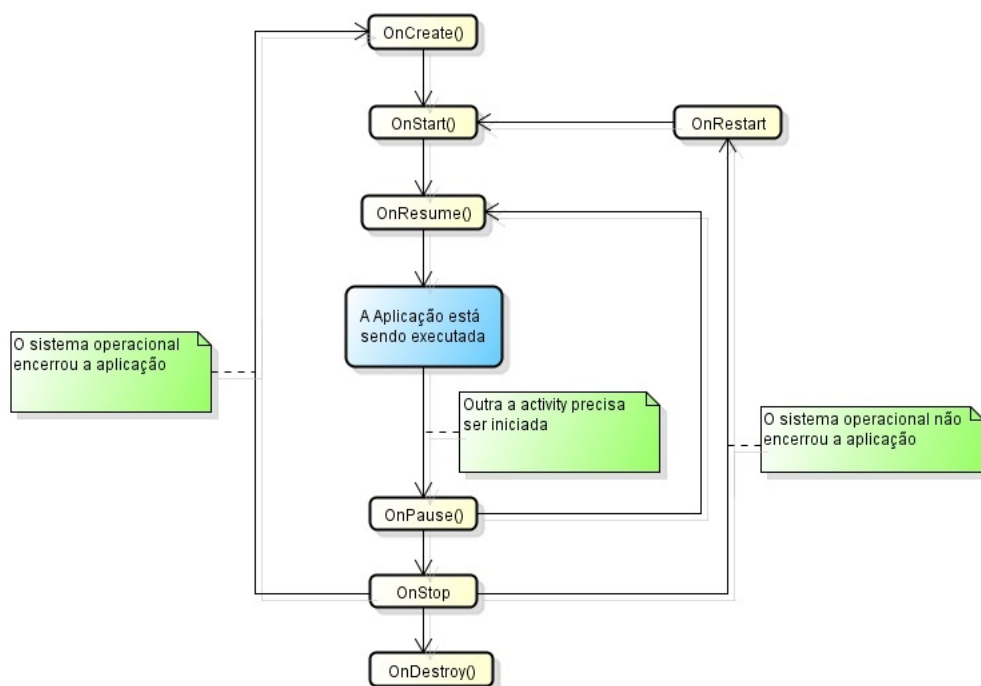 OnCreate()
OnStart()
OnRestart
OnResume()
A Aplicação está
sendo executada
O sistema operacional
encerrou a aplicação
Outra a activity precisa
ser iniciada
O sistema operacional não
encerrou a aplicação
OnPause()
OnStop
OnDestroy()